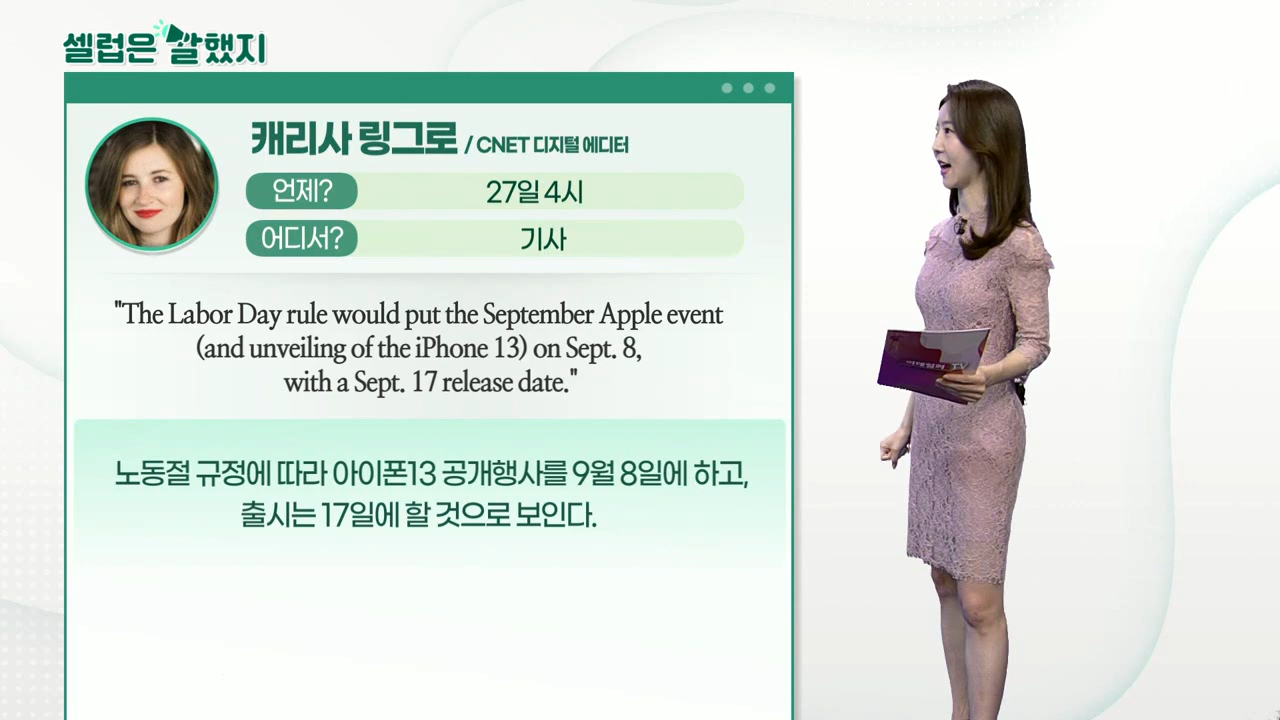 셀럽은 말했지
캐리사 링그로 / CNET 디지털 에디터
언제? 27일 4시
어디서? 기사
"The Labor Day rule would put the September Apple event
(and unveiling of the iPhone 13) on Sept. 8,
with a Sept. 17 release date."
노동절 규정에 따라 아이폰13 공개행사를 9월 8일에 하고,
출시는 17일에 할 것으로 보인다.